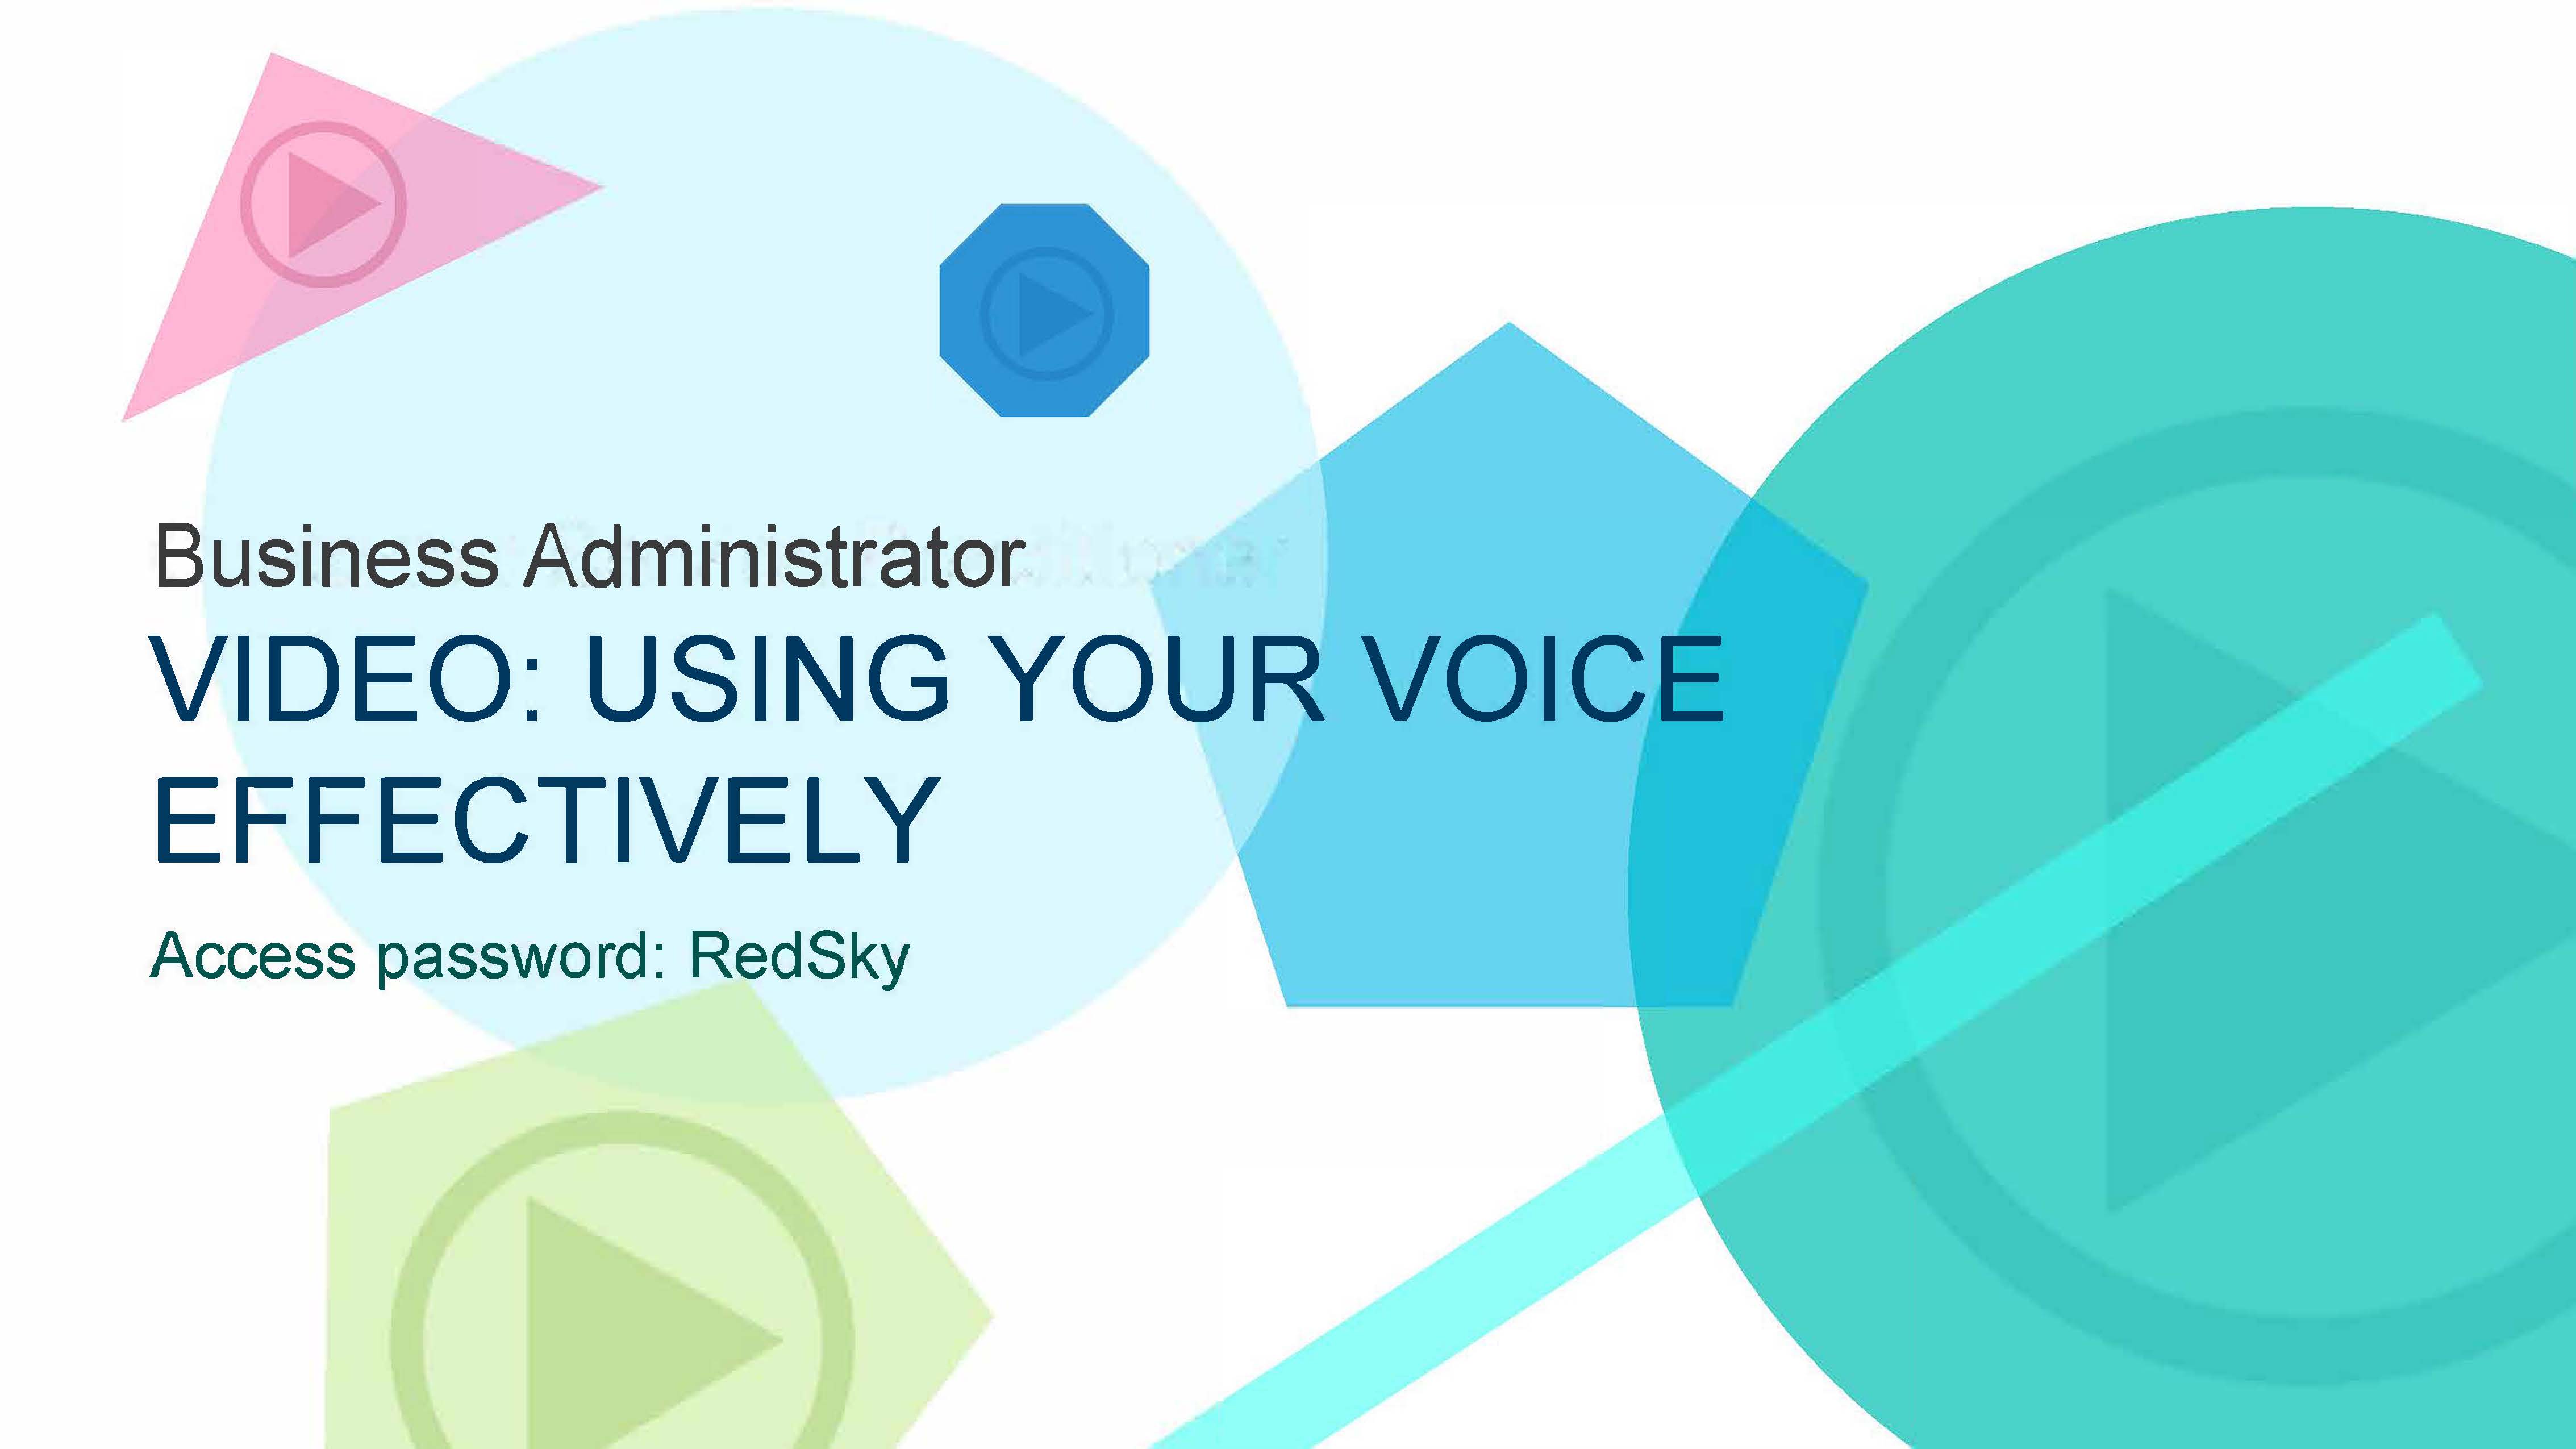 Business Administrator
VIDEO: USING YOUR VOICE
EFFECTIVELY
Access password: RedSky